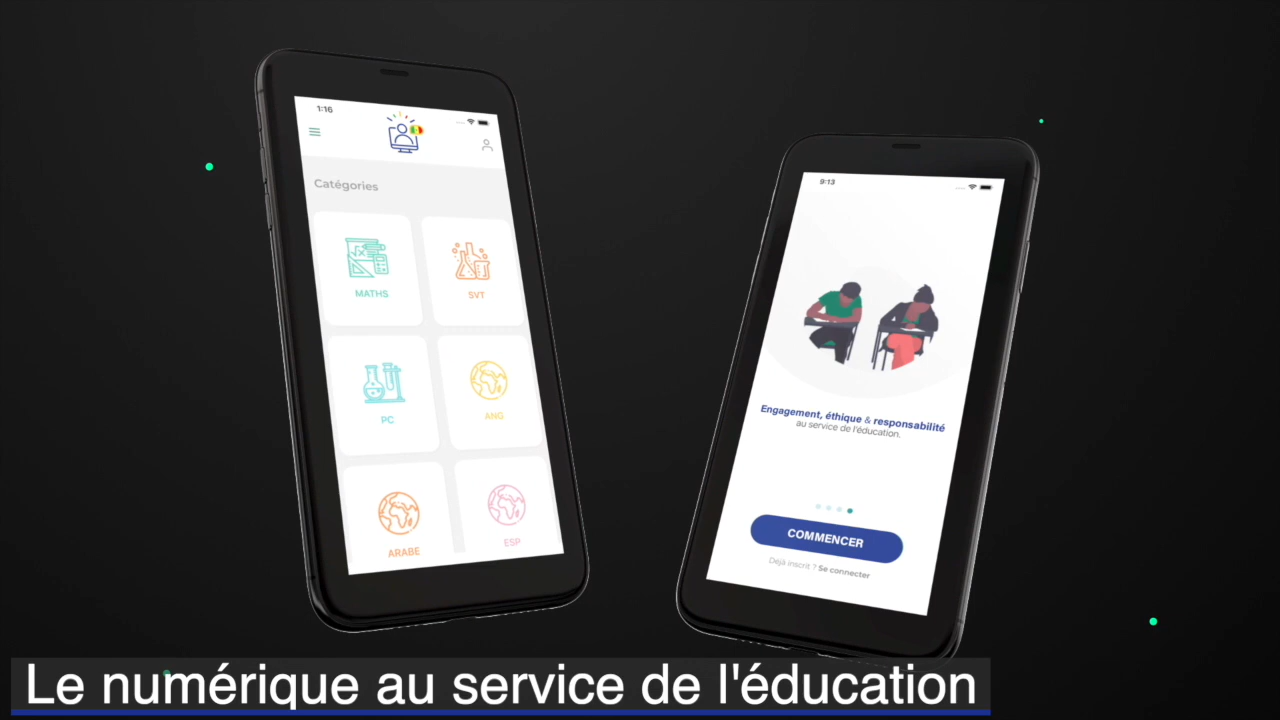 1:16
Catégories
MATHS
SVT
PC
ANG
ARABE
ESP
9:13
Engagement, éthique & responsabilité
au service de l'éducation.
COMMENCER
Dejà inscrit ? Se connecter
Le numérique au service de l'éducation